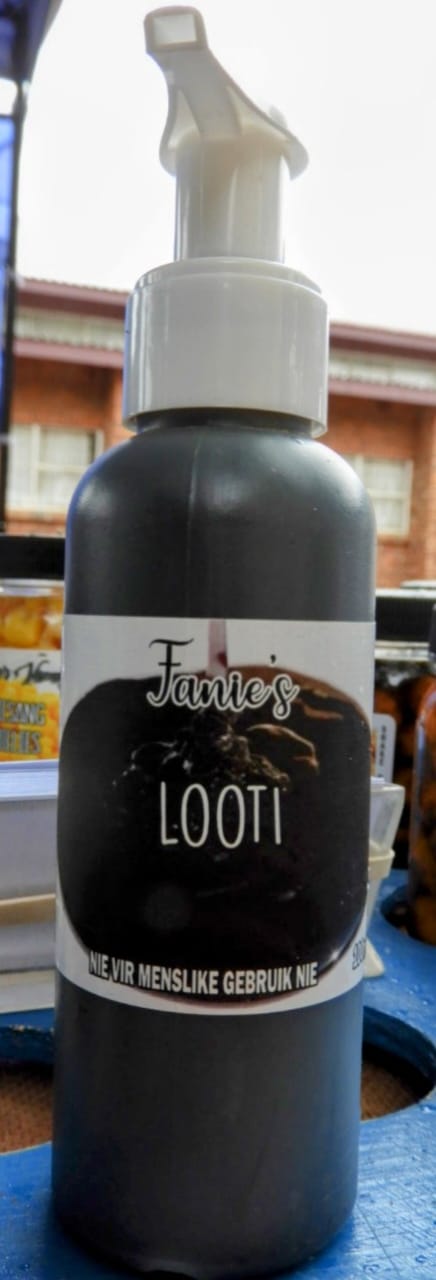 Fanie's
LOOTI
NIE VIR MENSLIKE GEBRUIK NIE